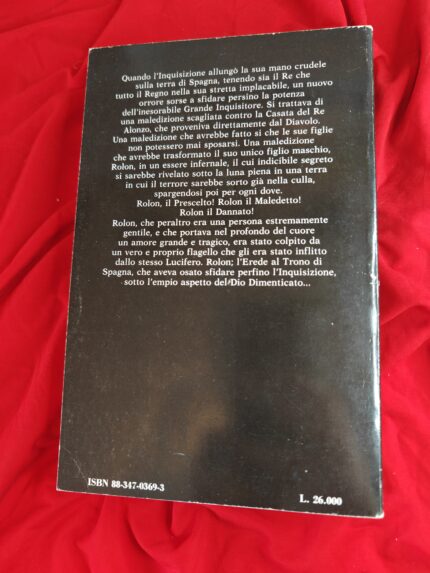 Quando l'Inquisizione allungò la sua mano crudele
sulla terra di Spagna, tenendo sia il Re che
tutto il Regno nella sua stretta implacabile, un nuovo
orrore sorse a sfidare persino la potenza
dell'inesorabile Grande Inquisitore. Si trattava di
una maledizione scagliata contro la Casata del Re
Alonzo, che proveniva direttamente dal Diavolo.
Una maledizione che avrebbe fatto sì che le sue figlie
non potessero mai sposarsi. Una maledizione
che avrebbe trasformato il suo unico figlio maschio,
Rolon, in un essere infernale, il cui indicibile segreto
si sarebbe rivelato sotto la luna piena in una terra
in cui il terrore sarebbe sorto già nella culla,
spargendosi poi per ogni dove.
Rolon, il Prescelto! Rolon il Maledetto!
Rolon il Dannato!
Rolon, che peraltro era una persona estremamente
gentile, e che portava nel profondo del cuore
un amore grande e tragico, era stato colpito da
un vero e proprio flagello che gli era stato inflitto
dallo stesso Lucifero. Rolon; l'Erede al Trono di
Spagna, che aveva osato sfidare perfino l'Inquisizione,
sotto l'empio aspetto del Dio Dimenticato...
ISBN 88-347-0369-3
L. 26.000